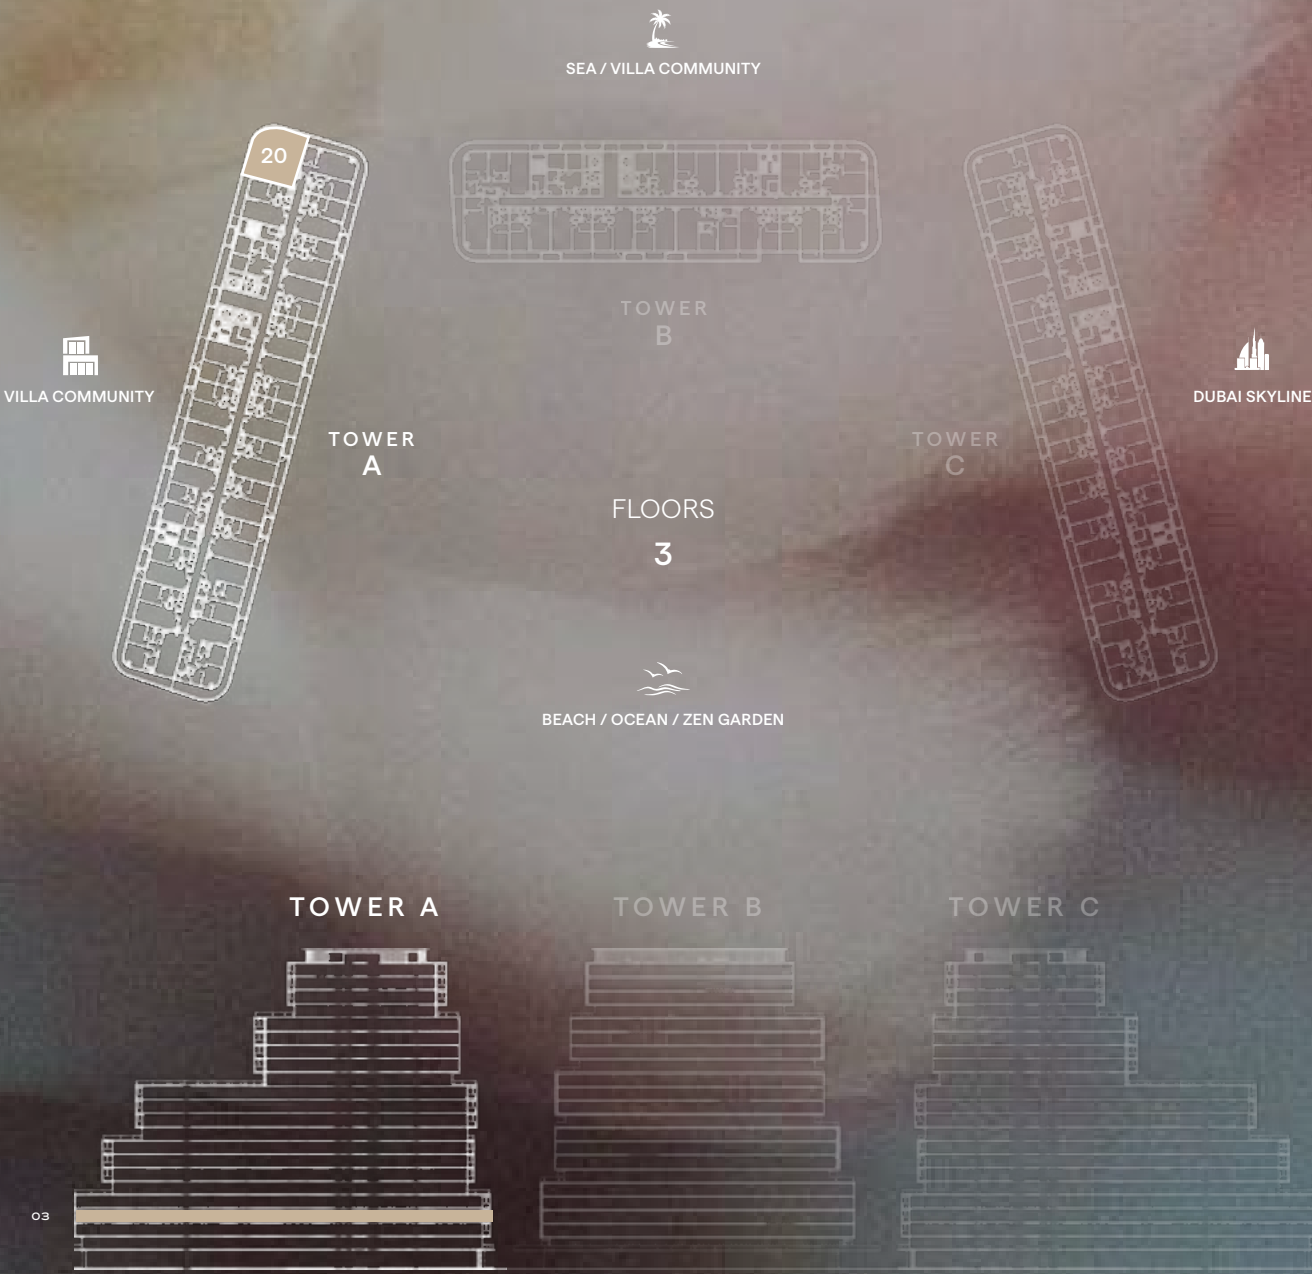 SEA / VILLA COMMUNITY
20
TOWER
B
VILLA COMMUNITY
DUBAI SKYLINE
TOWER
A
TOWER
C
FLOORS
3
BEACH / OCEAN / ZEN GARDEN
TOWER A
TOWER B
TOWER C
03